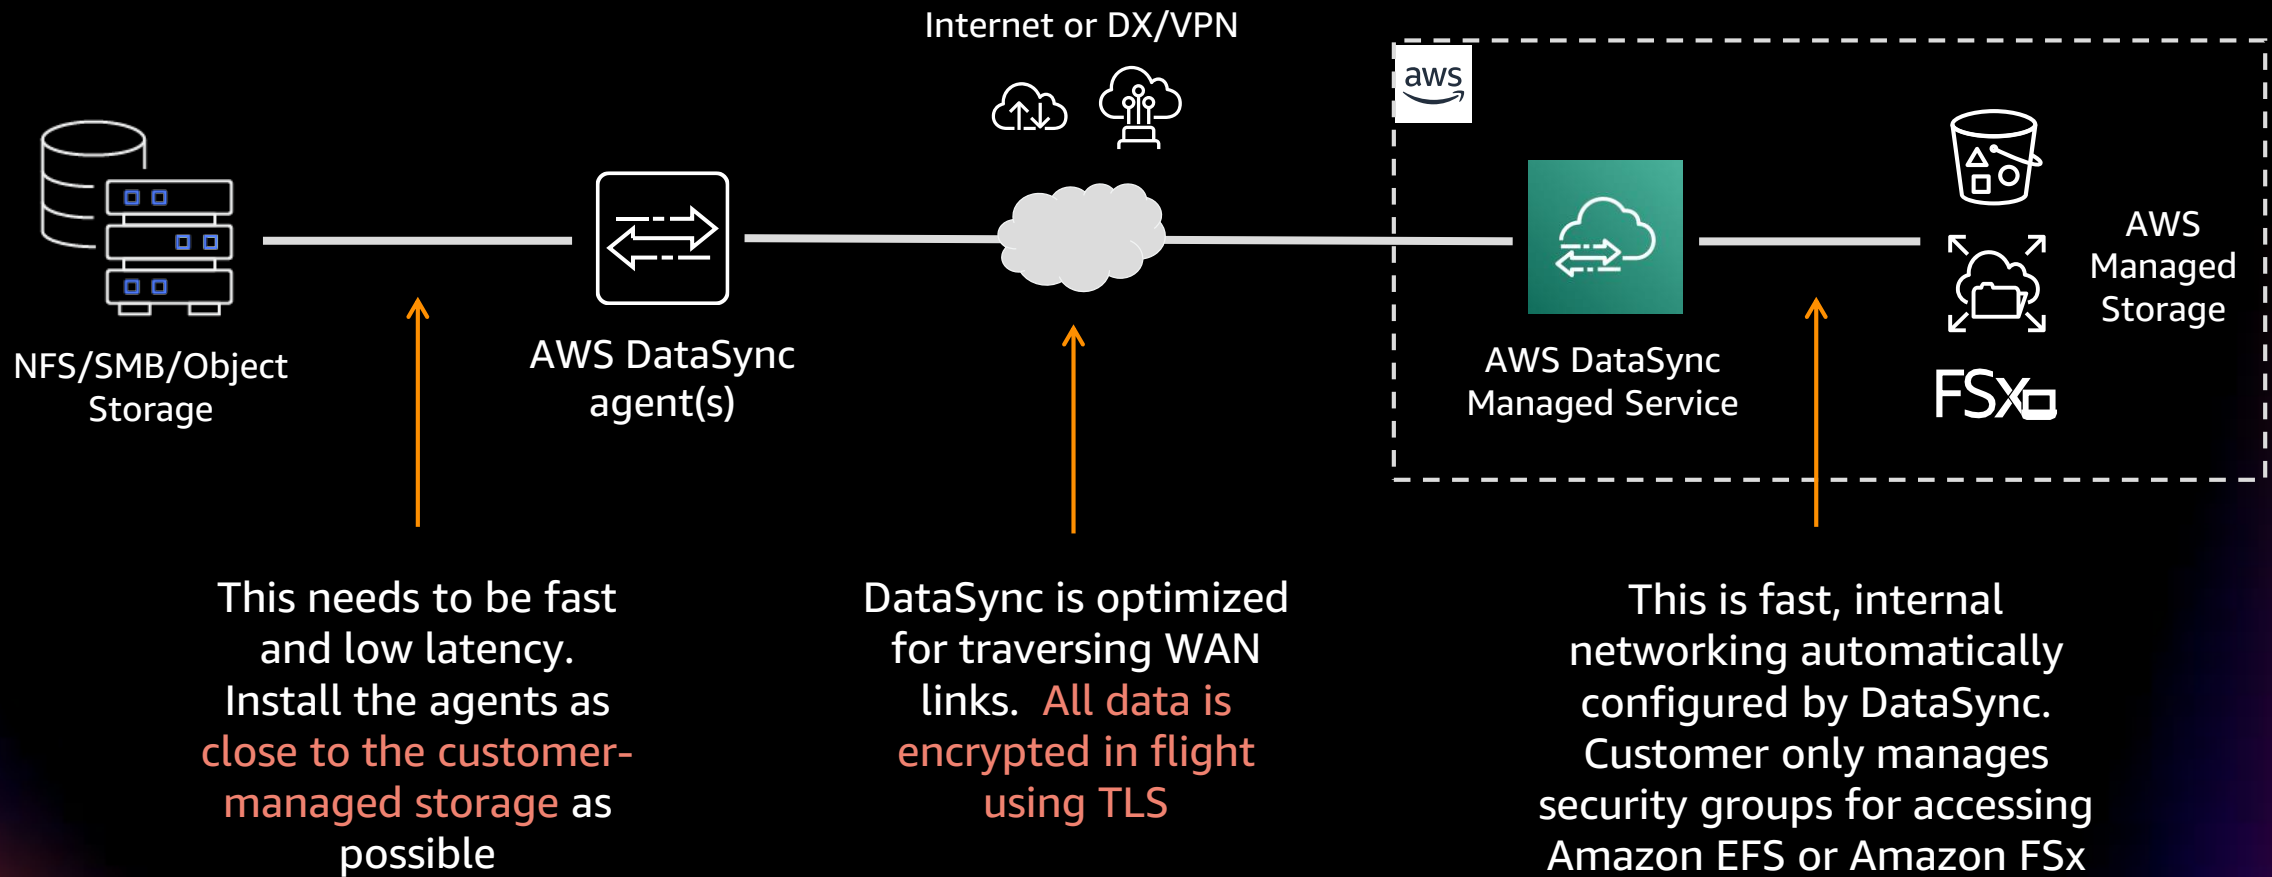 Internet or DX/VPN
aws
NFS/SMB/Object
Storage
AWS DataSync
agent(s)
AWS DataSync
Managed Service
AWS
Managed
Storage
FSx
This needs to be fast
and low latency.
Install the agents as
close to the customer-
managed storage as
possible
DataSync is optimized
for traversing WAN
links. All data is
encrypted in flight
using TLS
This is fast, internal
networking automatically
configured by DataSync.
Customer only manages
security groups for accessing
Amazon EFS or Amazon FSx